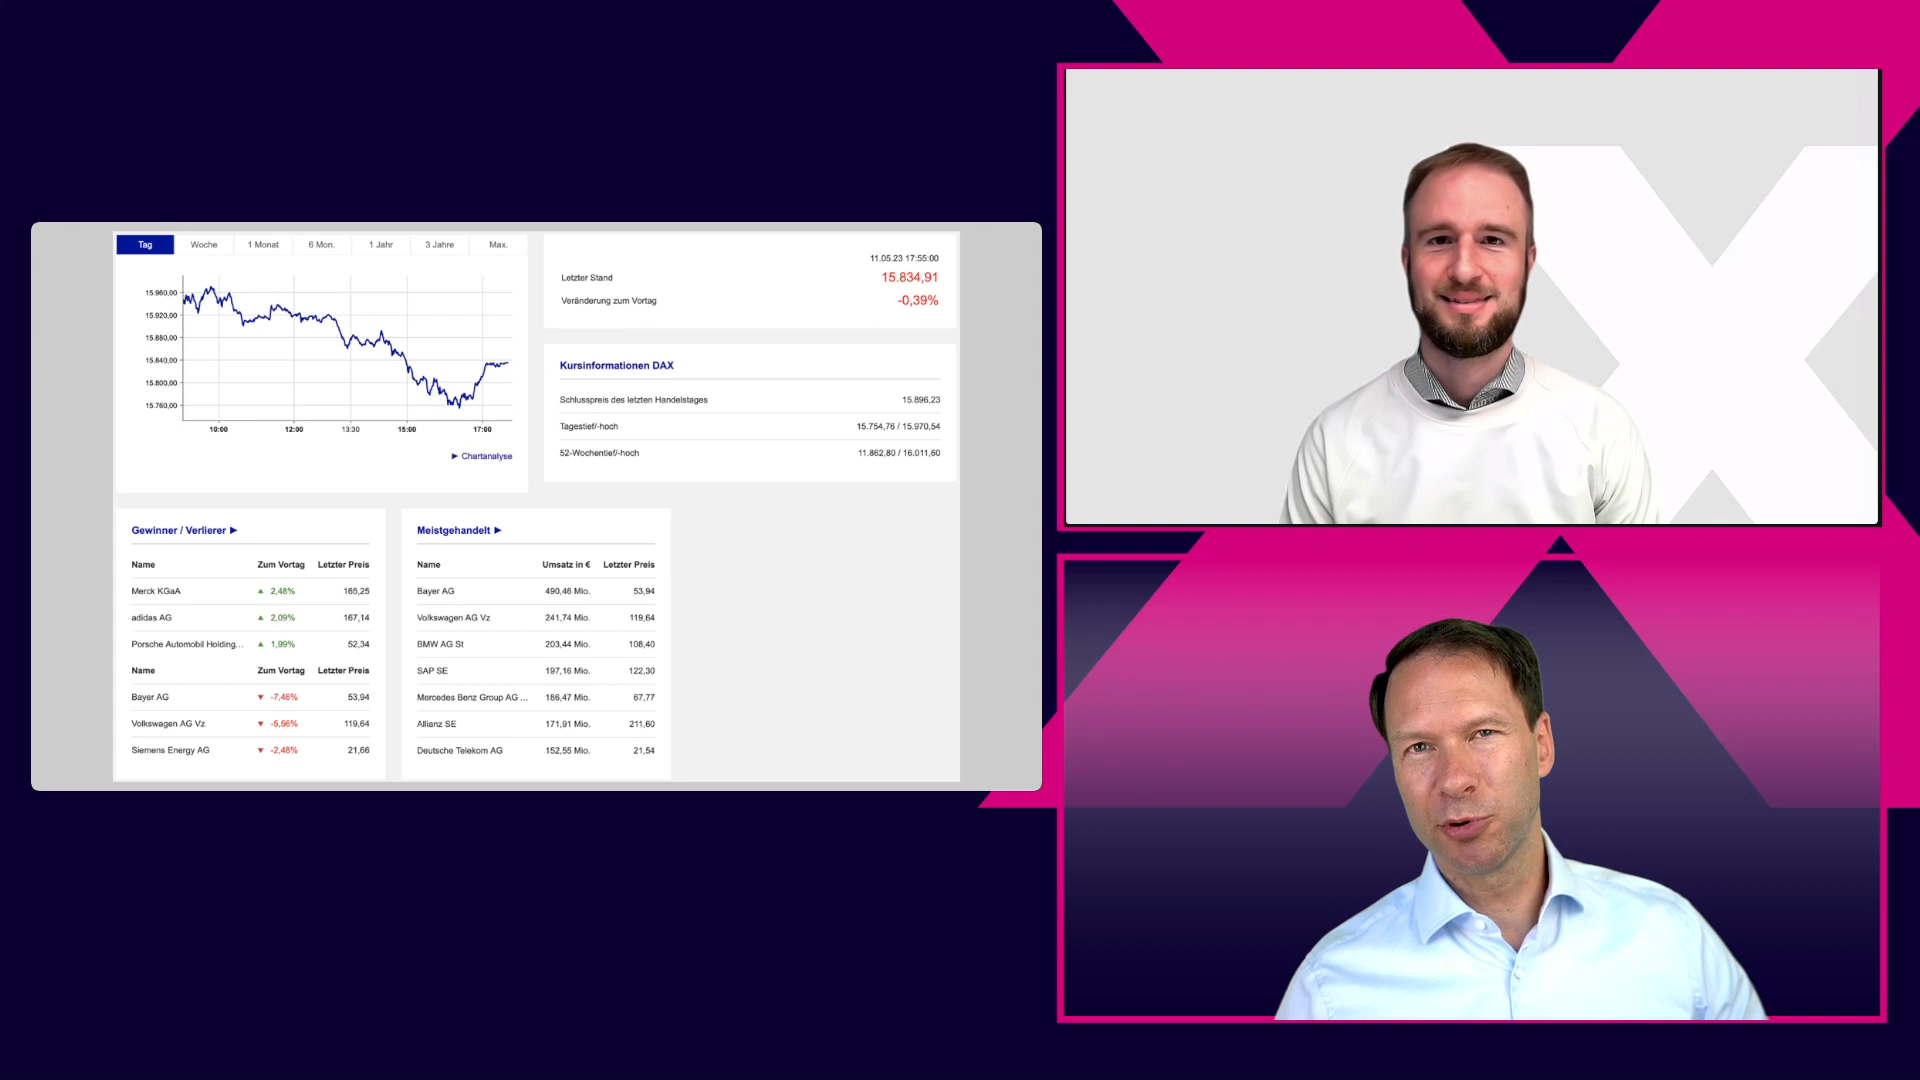 Tag Woche 1 Monat 6 Mon. 1 Jahr 3 Jahre Max.
15.960,00
15.920,00
15.880,00
15.840,00
15.800,00
15.760,00
10:00 12:00 13:30 15:00 17:00
► Chartanalyse
11.05.23 17:55:00
Letzter Stand 15.834,91
Veränderung zum Vortag -0,39%
Kursinformationen DAX
Schlusspreis des letzten Handelstages 15.896,23
Tagestief/-hoch 15.754,76 / 15.970,54
52-Wochentief/-hoch 11.862,80 / 16.011,60
Gewinner / Verlierer ►
Name Zum Vortag Letzter Preis
Merck KGaA ▲ 2,48% 165,25
adidas AG ▲ 2,09% 167,14
Porsche Automobil Holding... ▲ 1,99% 52,34
Name Zum Vortag Letzter Preis
Bayer AG ▼ -7,46% 53,94
Volkswagen AG Vz ▼ -5,56% 119,64
Siemens Energy AG ▼ -2,48% 21,66
Meistgehandelt ►
Name Umsatz in € Letzter Preis
Bayer AG 490,46 Mio. 53,94
Volkswagen AG Vz 241,74 Mio. 119,64
BMW AG St 203,44 Mio. 108,40
SAP SE 197,16 Mio. 122,30
Mercedes Benz Group AG ... 186,47 Mio. 67,77
Allianz SE 171,91 Mio. 211,60
Deutsche Telekom AG 152,55 Mio. 21,54